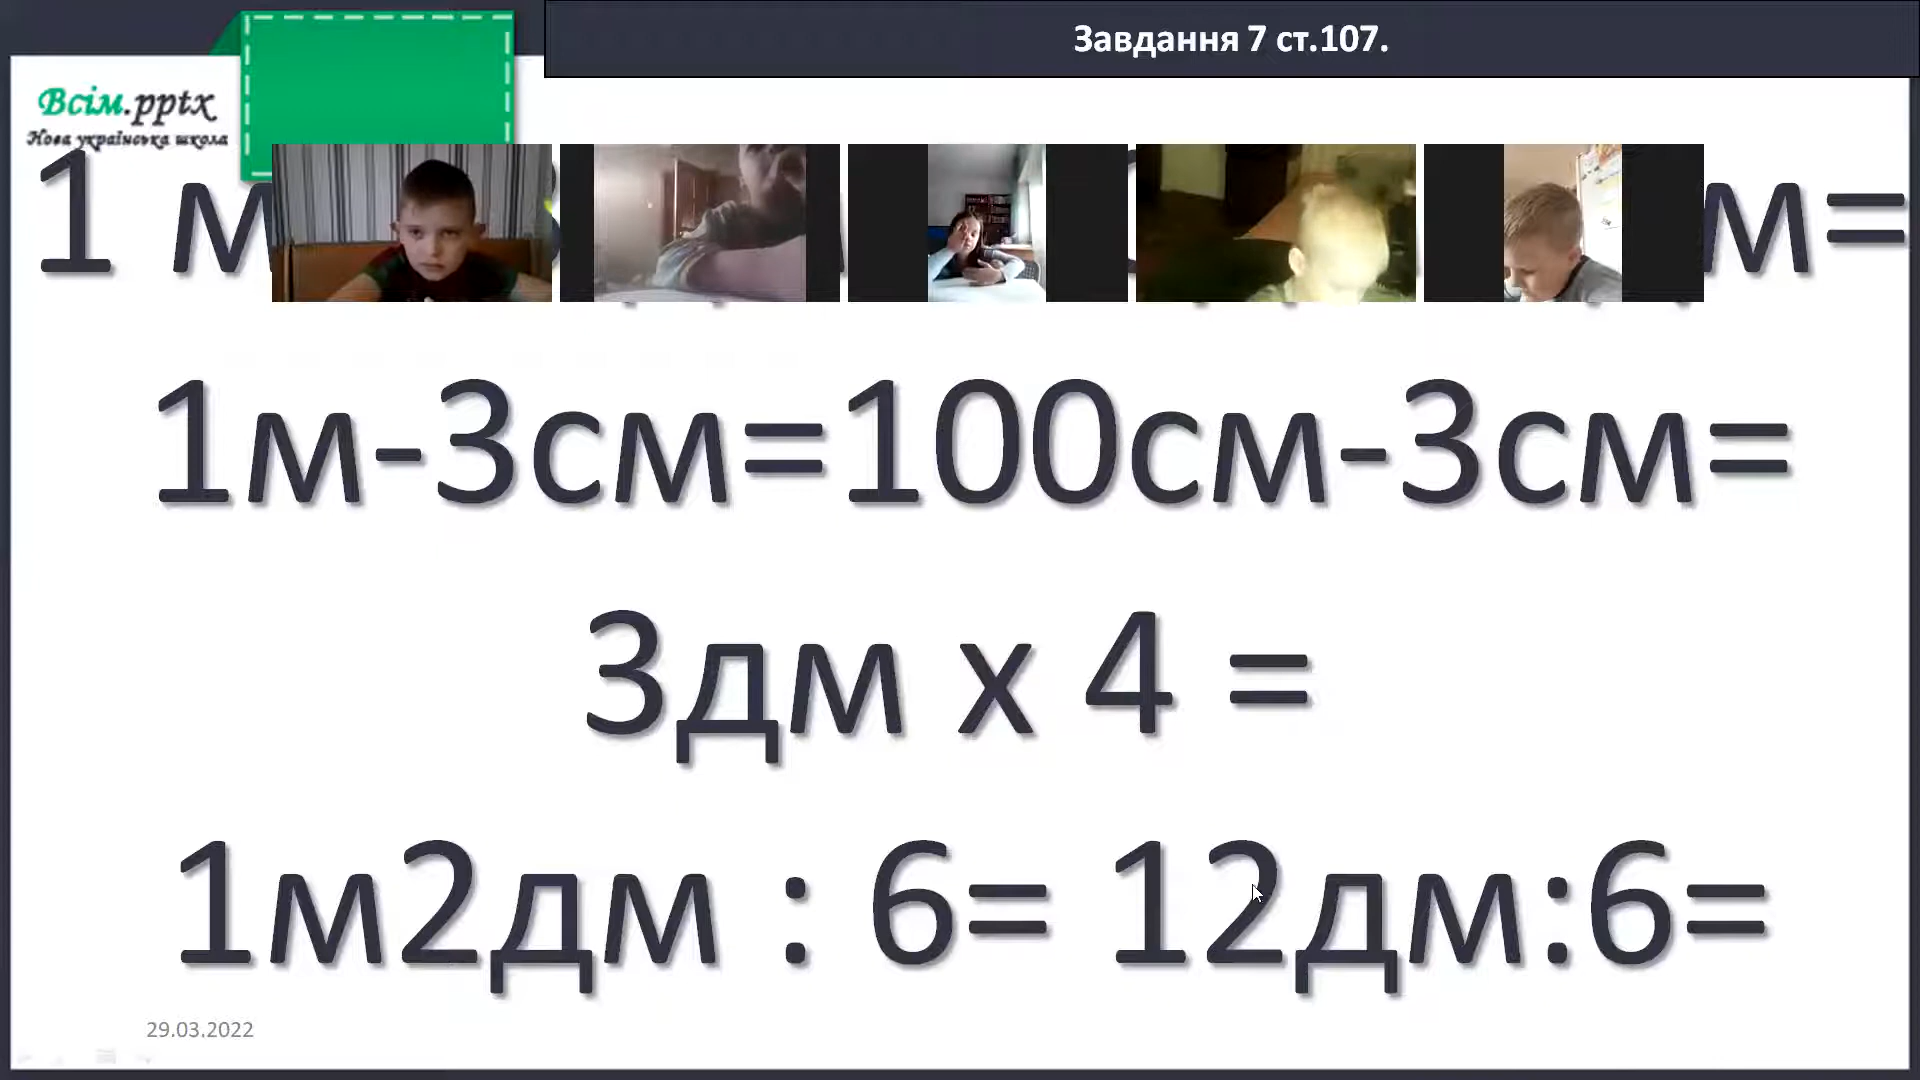 Завдання 7 ст.107.
Всім.pptx
Нова українська школа
1 м м=
1м-3см=100см-3см=
3дм х 4 =
1м2дм : 6= 12дм:6=
29.03.2022